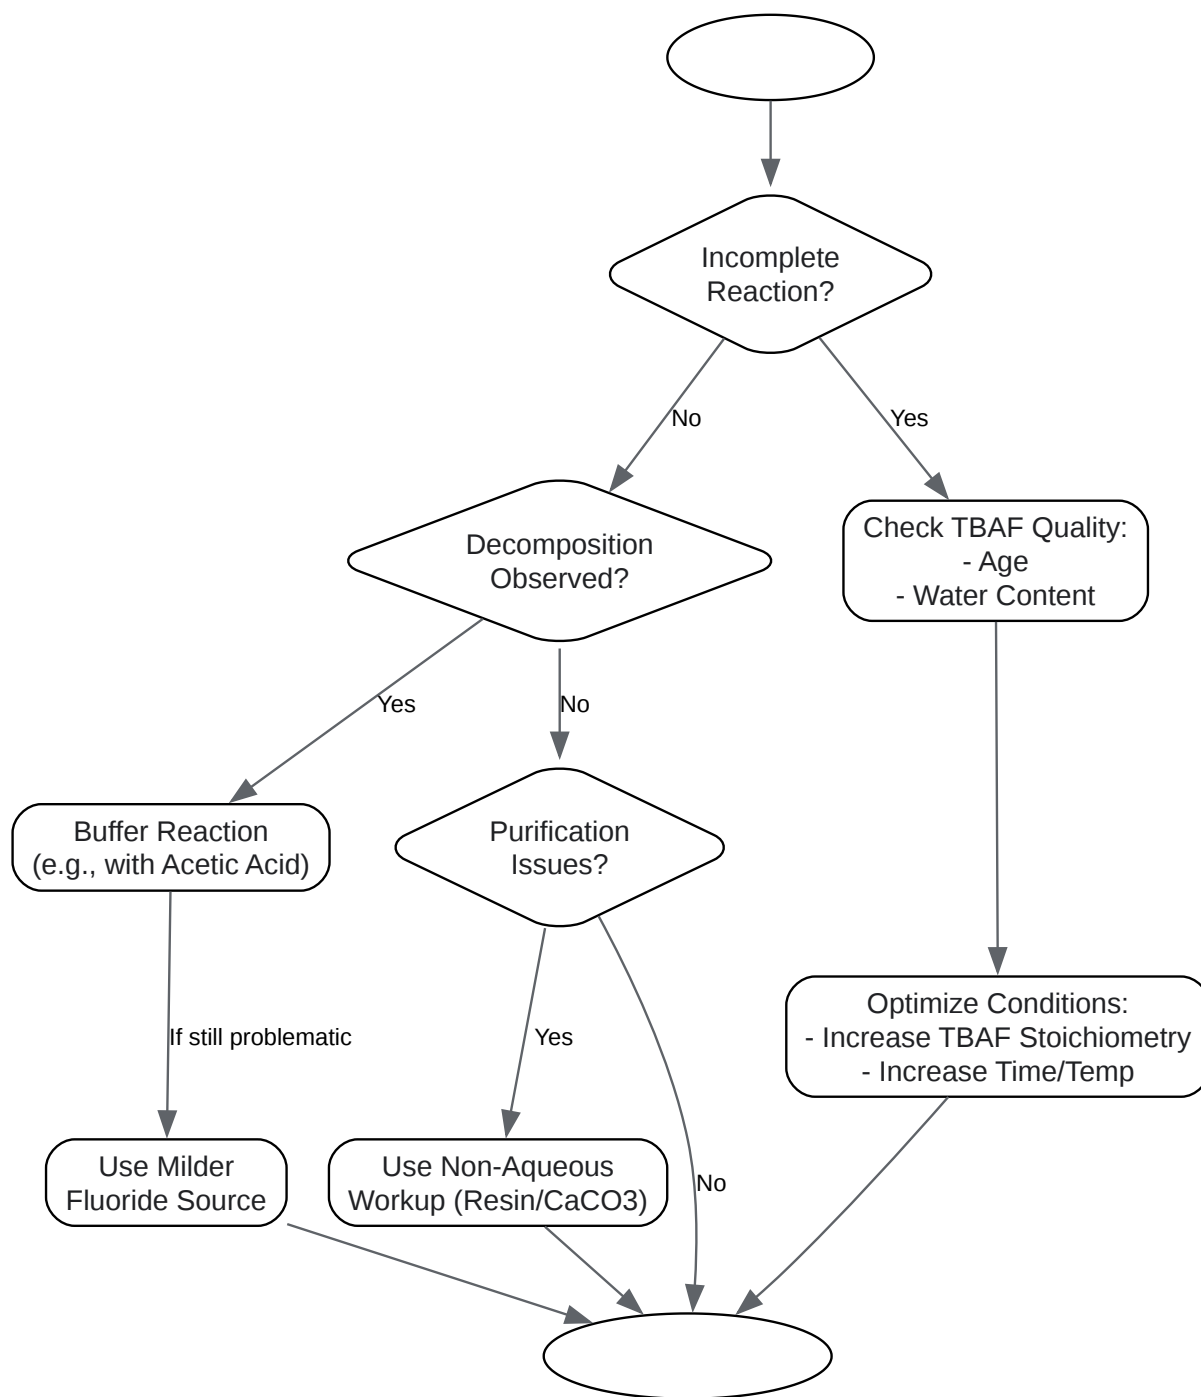 Incomplete
Reaction?
No
Yes
Decomposition
Observed?
Check TBAF Quality:
- Age
- Water Content
Yes
No
Buffer Reaction
(e.g., with Acetic Acid)
Purification
Issues?
If still problematic
Yes
Optimize Conditions:
- Increase TBAF Stoichiometry
- Increase Time/Temp
Use Milder
Fluoride Source
Use Non-Aqueous
Workup (Resin/CaCO3)
No